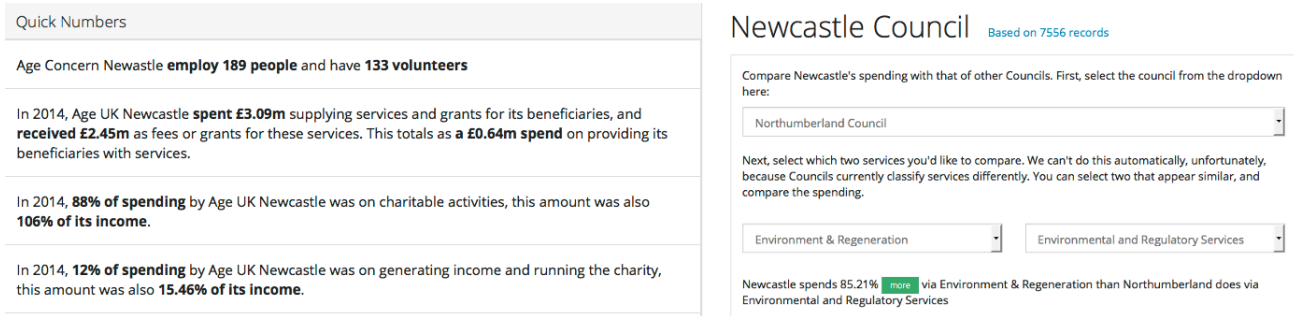 Quick Numbers
Age Concern Newastle employ 189 people and have 133 volunteers
In 2014, Age UK Newcastle spent £3.09m supplying services and grants for its beneficiaries, and
received £2.45m as fees or grants for these services. This totals as a £0.64m spend on providing its
beneficiaries with services.
In 2014, 88% of spending by Age UK Newcastle was on charitable activities, this amount was also
106% of its income.
In 2014, 12% of spending by Age UK Newcastle was on generating income and running the charity,
this amount was also 15.46% of its income.
Newcastle Council Based on 7556 records
Compare Newcastle's spending with that of other Councils. First, select the council from the dropdown
here:
Northumberland Council
Next, select which two services you'd like to compare. We can't do this automatically, unfortunately,
because Councils currently classify services differently. You can select two that appear similar, and
compare the spending.
Environment & Regeneration Environmental and Regulatory Services
Newcastle spends 85.21% more via Environment & Regeneration than Northumberland does via
Environmental and Regulatory Services